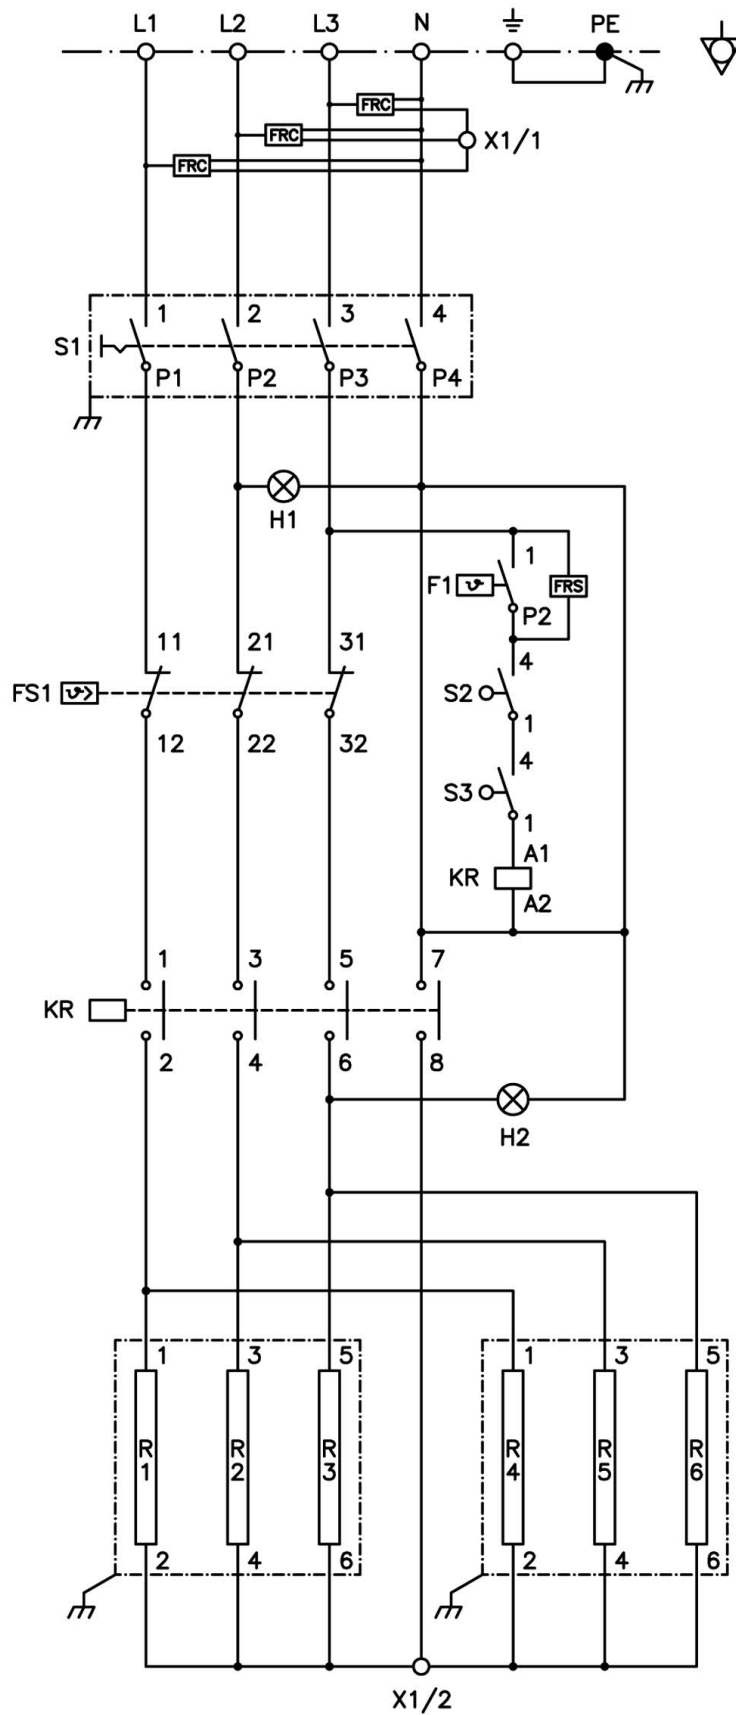 L1 L2 L3 N PE
FRC
FRC X1/1
FRC
1 2 3 4
S1
P1 P2 P3 P4
H1
1
F1 FRS
P2
11 21 31
4
FS1 S2
1
12 22 32
4
S3
1
A1
KR
A2
1 3 5 7
KR
2 4 6 8
H2
1 3 5 1 3 5
R R R R R R
1 2 3 4 5 6
2 4 6 2 4 6
X1/2